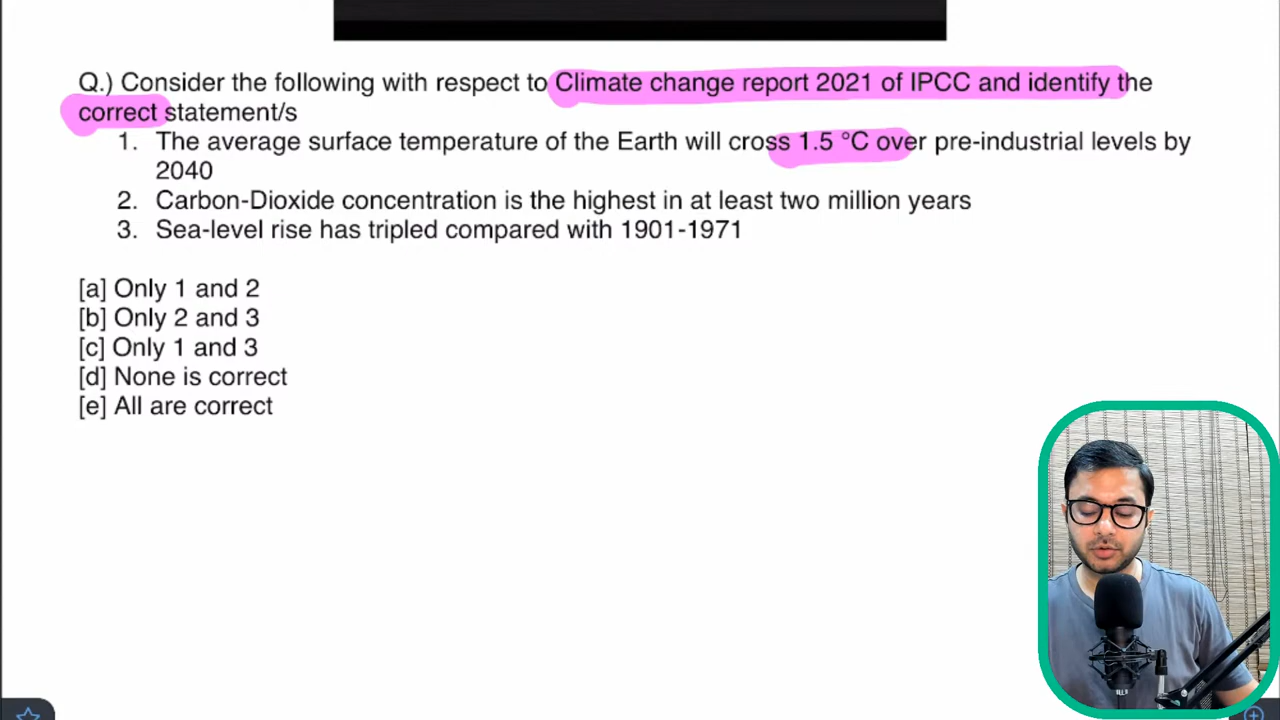 Q.) Consider the following with respect to Climate change report 2021 of IPCC and identify the
correct statement/s
1. The average surface temperature of the Earth will cross 1.5 °C over pre-industrial levels by
2040
2. Carbon-Dioxide concentration is the highest in at least two million years
3. Sea-level rise has tripled compared with 1901-1971
[a] Only 1 and 2
[b] Only 2 and 3
[c] Only 1 and 3
[d] None is correct
[e] All are correct